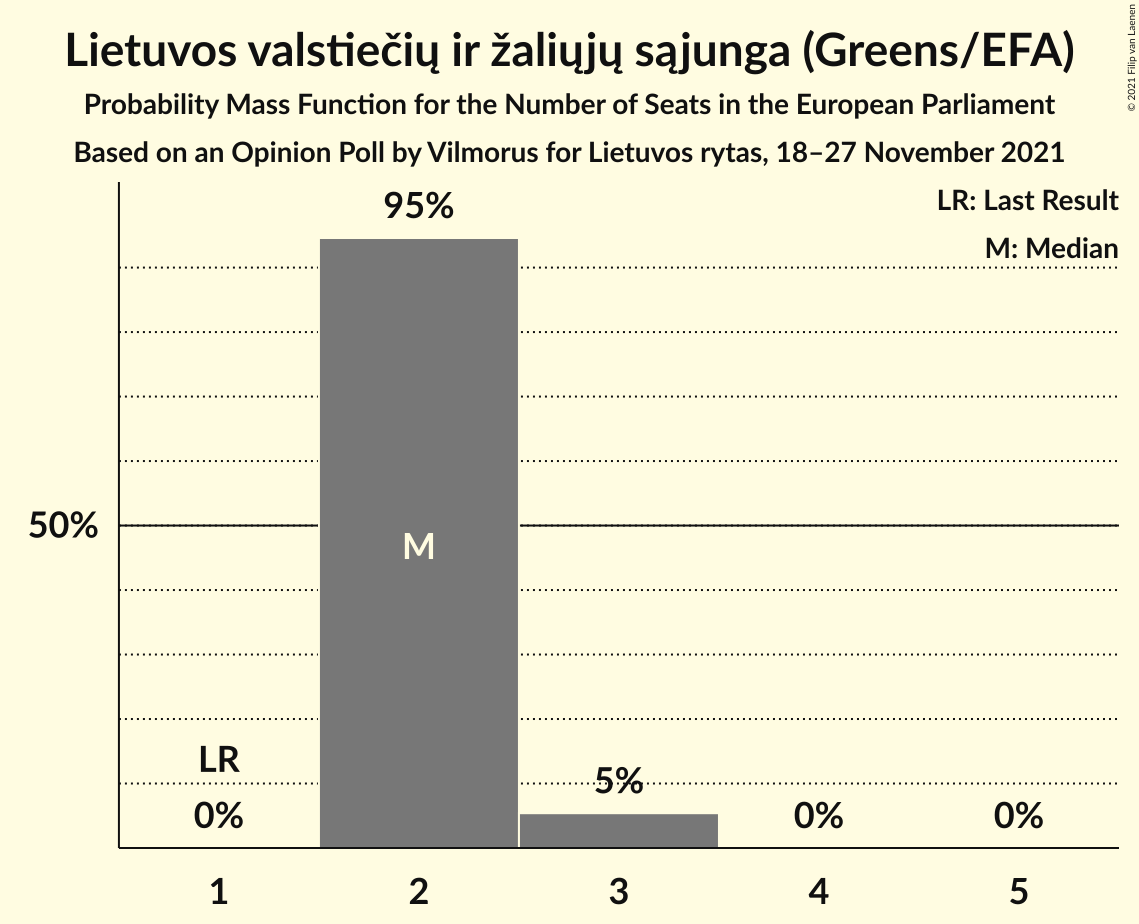 Lietuvos valstiečių ir žaliųjų sąjunga (Greens/EFA)
Probability Mass Function for the Number of Seats in the European Parliament
Based on an Opinion Poll by Vilmorus for Lietuvos rytas, 18–27 November 2021
© 2021 Filip van Laenen
LR: Last Result
M: Median
95%
50%
M
LR
0%
5%
0%
0%
1
2
3
4
5